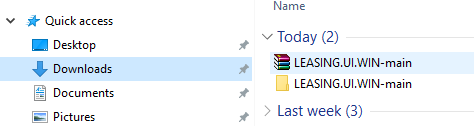 Quick access
Desktop
Downloads
Documents
Pictures
Name
Today (2)
LEASING.UI.WIN-main
LEASING.UI.WIN-main
Last week (3)